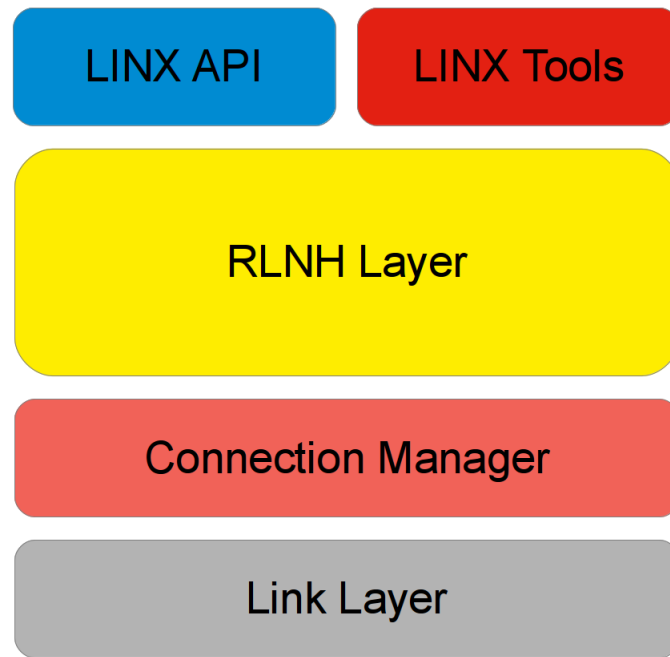 LINX API
LINX Tools
RLNH Layer
Connection Manager
Link Layer